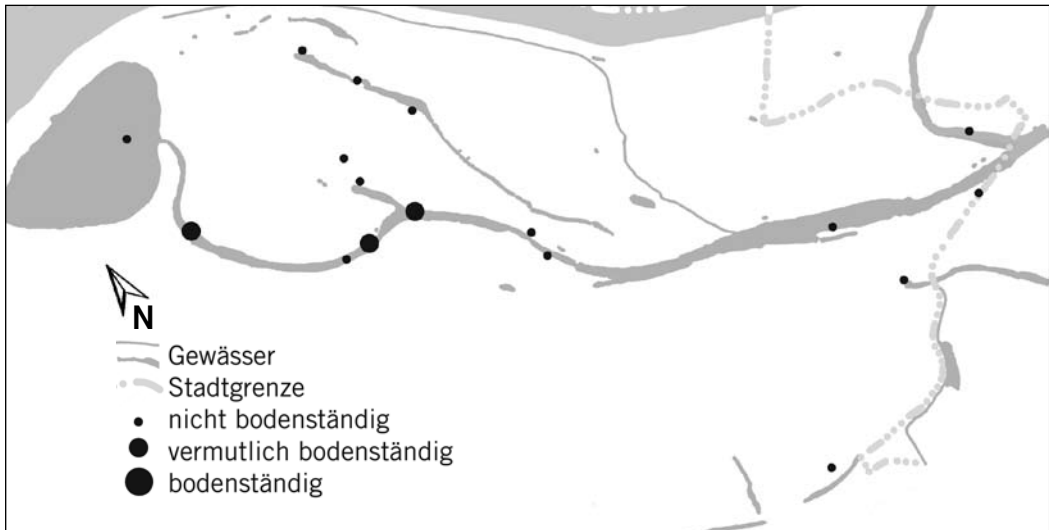 N
Gewässer
Stadtgrenze
nicht bodenständig
vermutlich bodenständig
bodenständig